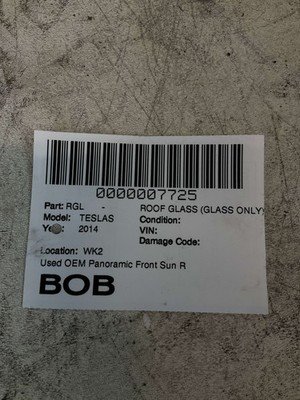 0000007725
Part: RGL - ROOF GLASS (GLASS ONLY)
Model: TESLAS Condition:
2014 VIN:
Damage Code:
Location: WK2
Used OEM Panoramic Front Sun R
BOB